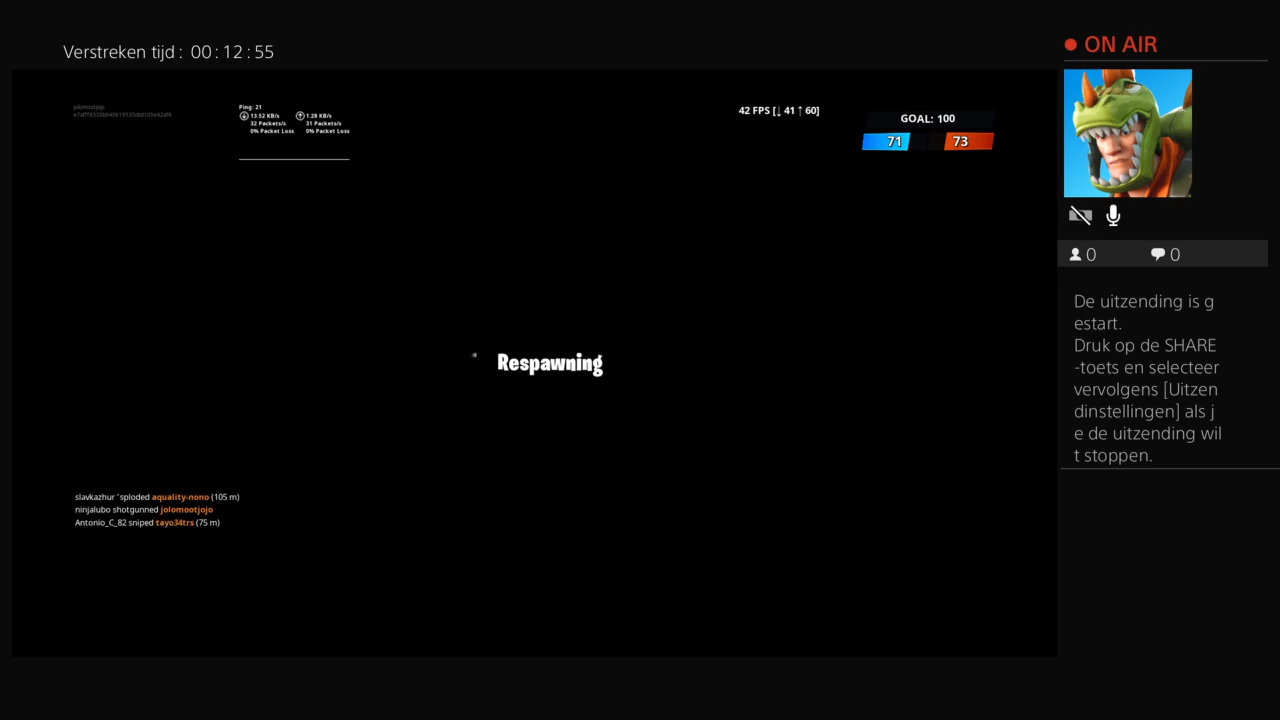 Verstreken tijd : 00 : 12 : 55
ON AIR
jolomootjojo
Ping: 21
13.52 KB/s
32 Packets/s
0% Packet Loss
1.28 KB/s
31 Packets/s
0% Packet Loss
42 FPS [↓ 41 ↑ 60]
GOAL: 100
71 73
0 0
De uitzending is g
estart.
Druk op de SHARE
-toets en selecteer
vervolgens [Uitzen
dinstellingen] als j
e de uitzending wil
t stoppen.
Respawning
slavkazhur 'sploded aquality-nono (105 m)
ninjalubo shotgunned jolomootjojo
Antonio_C_82 sniped tayo34trs (75 m)